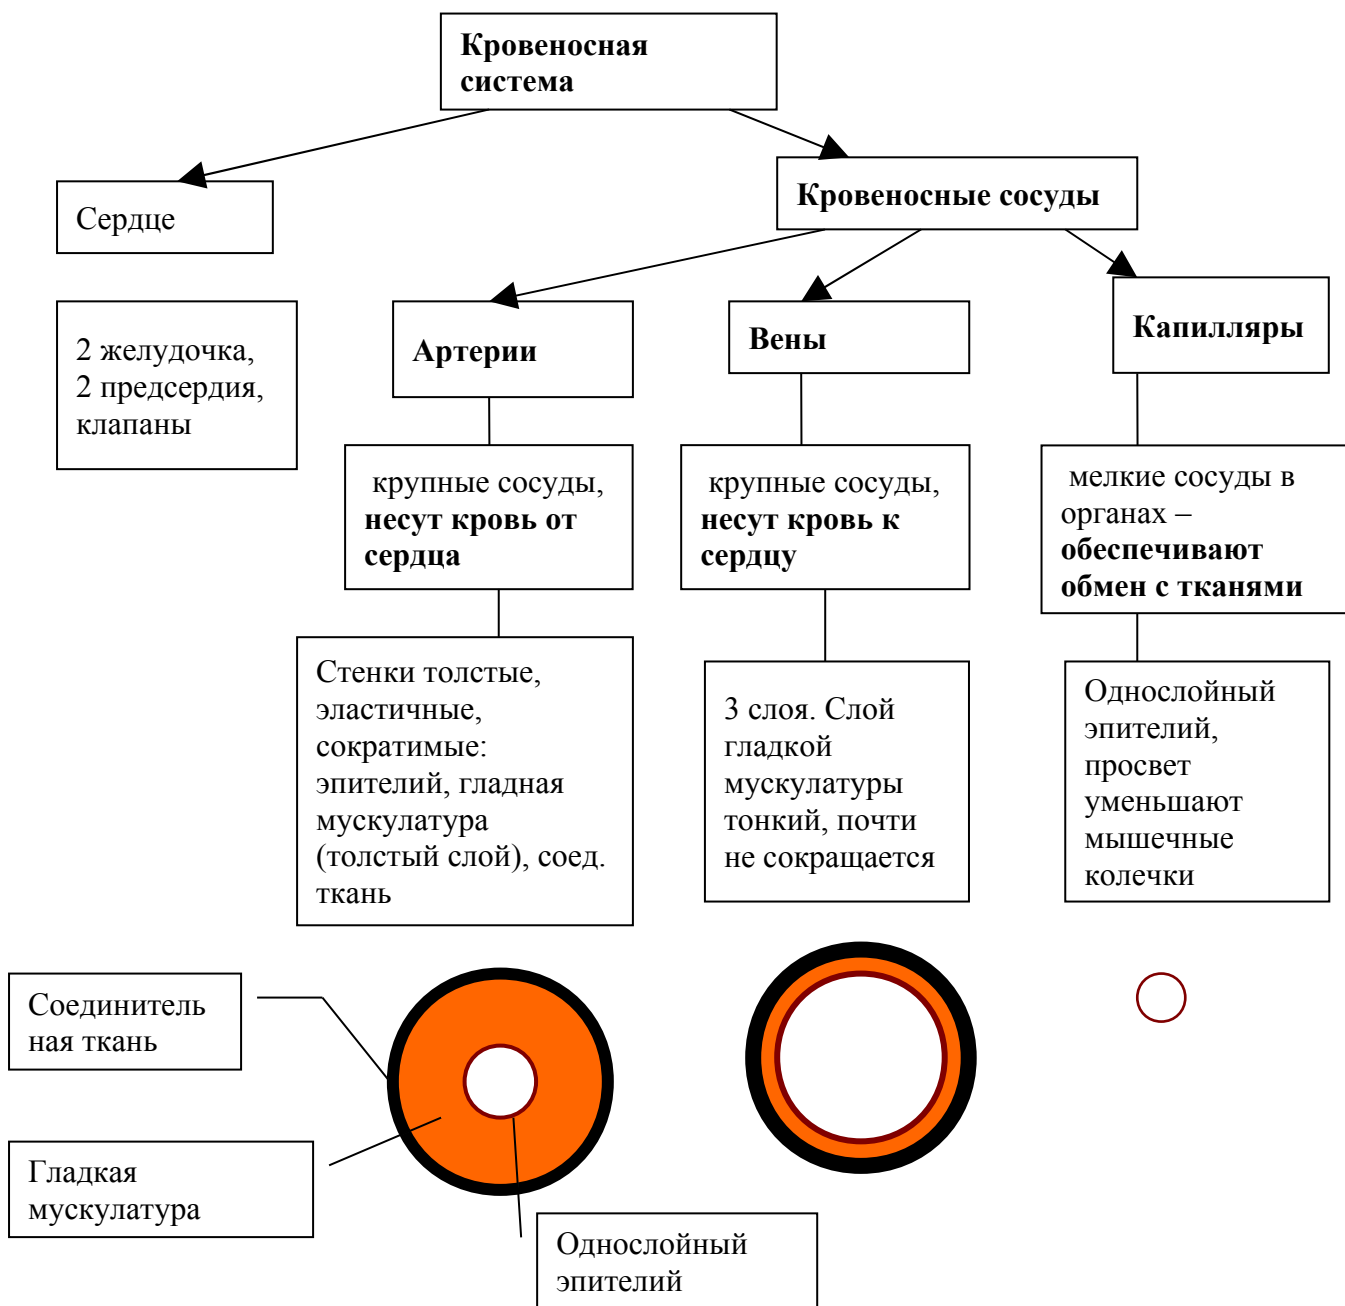 Кровеносная
система
Сердце
Кровеносные сосуды
2 желудочка,
2 предсердия,
клапаны
Артерии
Вены
Капилляры
крупные сосуды,
несут кровь от
сердца
крупные сосуды,
несут кровь к
сердцу
мелкие сосуды в
органах –
обеспечивают
обмен с тканями
Стенки толстые,
эластичные,
сократимые:
эпителий, гладная
мускулатура
(толстый слой), соед.
ткань
3 слоя. Слой
гладкой
мускулатуры
тонкий, почти
не сокращается
Однослойный
эпителий,
просвет
уменьшают
мышечные
колечки
Соединитель
ная ткань
Гладкая
мускулатура
Однослойный
эпителий